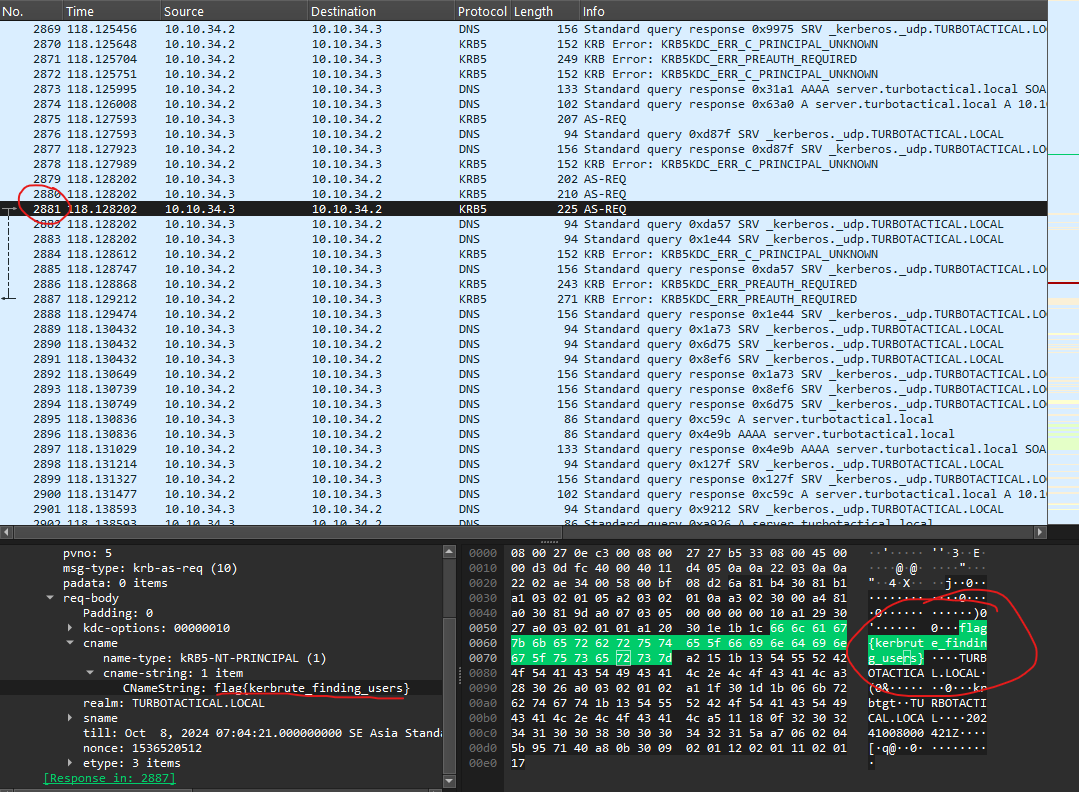 No. Time Source Destination Protocol Length Info
2869 118.125456 10.10.34.2 10.10.34.3 DNS 156 Standard query response 0x9975 SRV _kerberos._udp.TURBOTACTICAL.LO
2870 118.125648 10.10.34.2 10.10.34.3 KRB5 152 KRB Error: KRB5KDC_ERR_C_PRINCIPAL_UNKNOWN
2871 118.125704 10.10.34.2 10.10.34.3 KRB5 249 KRB Error: KRB5KDC_ERR_PREAUTH_REQUIRED
2872 118.125751 10.10.34.2 10.10.34.3 KRB5 152 KRB Error: KRB5KDC_ERR_C_PRINCIPAL_UNKNOWN
2873 118.125995 10.10.34.2 10.10.34.3 DNS 133 Standard query response 0x31a1 AAAA server.turbotactical.local SOA
2874 118.126008 10.10.34.2 10.10.34.3 DNS 102 Standard query response 0x63a0 A server.turbotactical.local A 10.10
2875 118.127593 10.10.34.3 10.10.34.2 KRB5 207 AS-REQ
2876 118.127593 10.10.34.3 10.10.34.2 DNS 94 Standard query 0xd87f SRV _kerberos._udp.TURBOTACTICAL.LOCAL
2877 118.127923 10.10.34.2 10.10.34.3 DNS 156 Standard query response 0xd87f SRV _kerberos._udp.TURBOTACTICAL.LO
2878 118.127989 10.10.34.2 10.10.34.3 KRB5 152 KRB Error: KRB5KDC_ERR_C_PRINCIPAL_UNKNOWN
2879 118.128202 10.10.34.3 10.10.34.2 KRB5 202 AS-REQ
2880 118.128202 10.10.34.3 10.10.34.2 KRB5 210 AS-REQ
2881 118.128202 10.10.34.3 10.10.34.2 KRB5 225 AS-REQ
2882 118.128202 10.10.34.3 10.10.34.2 DNS 94 Standard query 0xda57 SRV _kerberos._udp.TURBOTACTICAL.LOCAL
2883 118.128202 10.10.34.3 10.10.34.2 DNS 94 Standard query 0x1e44 SRV _kerberos._udp.TURBOTACTICAL.LOCAL
2884 118.128612 10.10.34.2 10.10.34.3 KRB5 152 KRB Error: KRB5KDC_ERR_C_PRINCIPAL_UNKNOWN
2885 118.128747 10.10.34.2 10.10.34.3 DNS 156 Standard query response 0xda57 SRV _kerberos._udp.TURBOTACTICAL.LO
2886 118.128868 10.10.34.2 10.10.34.3 KRB5 243 KRB Error: KRB5KDC_ERR_PREAUTH_REQUIRED
2887 118.129212 10.10.34.2 10.10.34.3 KRB5 271 KRB Error: KRB5KDC_ERR_PREAUTH_REQUIRED
2888 118.129474 10.10.34.2 10.10.34.3 DNS 156 Standard query response 0x1e44 SRV _kerberos._udp.TURBOTACTICAL.LO
2889 118.130432 10.10.34.3 10.10.34.2 DNS 94 Standard query 0x1a73 SRV _kerberos._udp.TURBOTACTICAL.LOCAL
2890 118.130432 10.10.34.3 10.10.34.2 DNS 94 Standard query 0x6d75 SRV _kerberos._udp.TURBOTACTICAL.LOCAL
2891 118.130432 10.10.34.3 10.10.34.2 DNS 94 Standard query 0x8ef6 SRV _kerberos._udp.TURBOTACTICAL.LOCAL
2892 118.130649 10.10.34.2 10.10.34.3 DNS 156 Standard query response 0x1a73 SRV _kerberos._udp.TURBOTACTICAL.LO
2893 118.130739 10.10.34.2 10.10.34.3 DNS 156 Standard query response 0x8ef6 SRV _kerberos._udp.TURBOTACTICAL.LO
2894 118.130749 10.10.34.2 10.10.34.3 DNS 156 Standard query response 0x6d75 SRV _kerberos._udp.TURBOTACTICAL.LO
2895 118.130836 10.10.34.3 10.10.34.2 DNS 86 Standard query 0xc59c A server.turbotactical.local
2896 118.130836 10.10.34.3 10.10.34.2 DNS 86 Standard query 0x4e9b AAAA server.turbotactical.local
2897 118.131029 10.10.34.2 10.10.34.3 DNS 133 Standard query response 0x4e9b AAAA server.turbotactical.local SOA
2898 118.131214 10.10.34.3 10.10.34.2 DNS 94 Standard query 0x127f SRV _kerberos._udp.TURBOTACTICAL.LOCAL
2899 118.131327 10.10.34.2 10.10.34.3 DNS 156 Standard query response 0x127f SRV _kerberos._udp.TURBOTACTICAL.LO
2900 118.131477 10.10.34.2 10.10.34.3 DNS 102 Standard query response 0xc59c A server.turbotactical.local A 10.10
2901 118.138593 10.10.34.3 10.10.34.2 DNS 94 Standard query 0x9212 SRV _kerberos._udp.TURBOTACTICAL.LOCAL
2902 118.138593 10.10.34.3 10.10.34.2 DNS 86 Standard query 0xa926 A server.turbotactical.local
pvno: 5
msg-type: krb-as-req (10)
padata: 0 items
req-body
Padding: 0
kdc-options: 00000010
cname
name-type: kRB5-NT-PRINCIPAL (1)
cname-string: 1 item
CNameString: flag{kerbrute_finding_users}
realm: TURBOTACTICAL.LOCAL
sname
till: Oct 8, 2024 07:04:21.000000000 SE Asia Standa
nonce: 1536520512
etype: 3 items
[Response in: 2887]
0000 08 00 27 0e c3 00 08 00 27 27 b5 33 08 00 45 00 ··'····· ''·3··E·
0010 00 d3 0d fc 40 00 40 11 d4 05 0a 0a 22 03 0a 0a ····@·@· ····"···
0020 22 02 ae 34 00 58 00 bf 08 d2 6a 81 b4 30 81 b1 "··4·X·· ··j··0··
0030 a1 03 02 01 05 a2 03 02 01 0a a3 02 30 00 a4 81 ········ ····0···
0040 a0 30 81 9d a0 07 03 05 00 00 00 00 10 a1 29 30 ·0······ ······)0
0050 27 a0 03 02 01 01 a1 20 30 1e 1b 1c 66 6c 61 67 '······  0···flag
0060 7b 6b 65 72 62 72 75 74 65 5f 66 69 6e 64 69 6e {kerbrut e_findin
0070 67 5f 75 73 65 72 73 7d a2 15 1b 13 54 55 52 42 g_users} ····TURB
0080 4f 54 41 43 54 49 43 41 4c 2e 4c 4f 43 41 4c a3 OTACTICA L.LOCAL·
0090 28 30 26 a0 03 02 01 02 a1 1f 30 1d 1b 06 6b 72 (0&····· ··0···kr
00a0 62 74 67 74 1b 13 54 55 52 42 4f 54 41 43 54 49 btgt··TU RBOTACTI
00b0 43 41 4c 2e 4c 4f 43 41 4c a5 11 18 0f 32 30 32 CAL.LOCA L····202
00c0 34 31 30 30 38 30 30 30 34 32 31 5a a7 06 02 04 41008000 421Z····
00d0 5b 95 71 40 a8 0b 30 09 02 01 12 02 01 11 02 01 [·q@··0· ········
00e0 17 ·